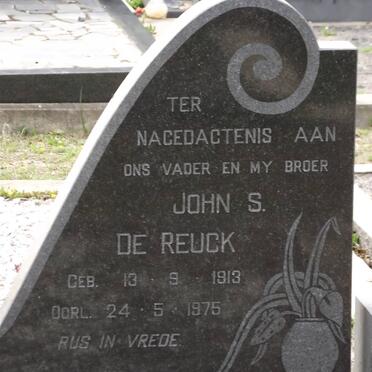 TER
NAGEDACTENIS AAN
ONS VADER EN MY BROER
JOHN S.
DE REUCK
GEB. 13 - 9 - 1913
OORL. 24 - 5 - 1975
RUS IN VREDE.